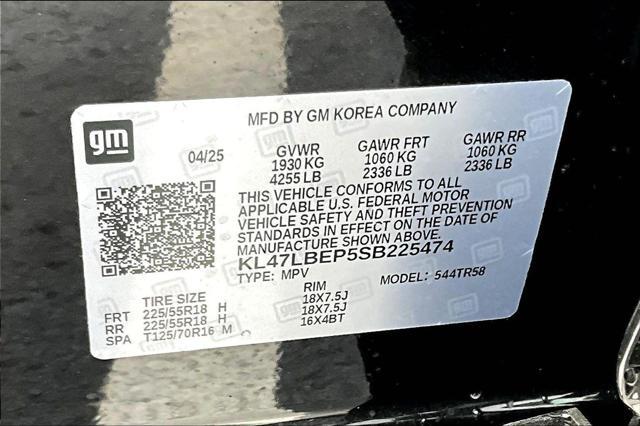 MFD BY GM KOREA COMPANY
gm
04/25 GVWR GAWR FRT GAWR RR
1930 KG 1060 KG 1060 KG
4255 LB 2336 LB 2336 LB
THIS VEHICLE CONFORMS TO ALL
APPLICABLE U.S. FEDERAL MOTOR
VEHICLE SAFETY AND THEFT PREVENTION
STANDARDS IN EFFECT ON THE DATE OF
MANUFACTURE SHOWN ABOVE.
KL47LBEP5SB225474
TYPE: MPV MODEL: 544TR58
TIRE SIZE RIM
FRT 225/55R18 H 18X7.5J
RR 225/55R18 H 18X7.5J
SPA T125/70R16 M 16X4BT